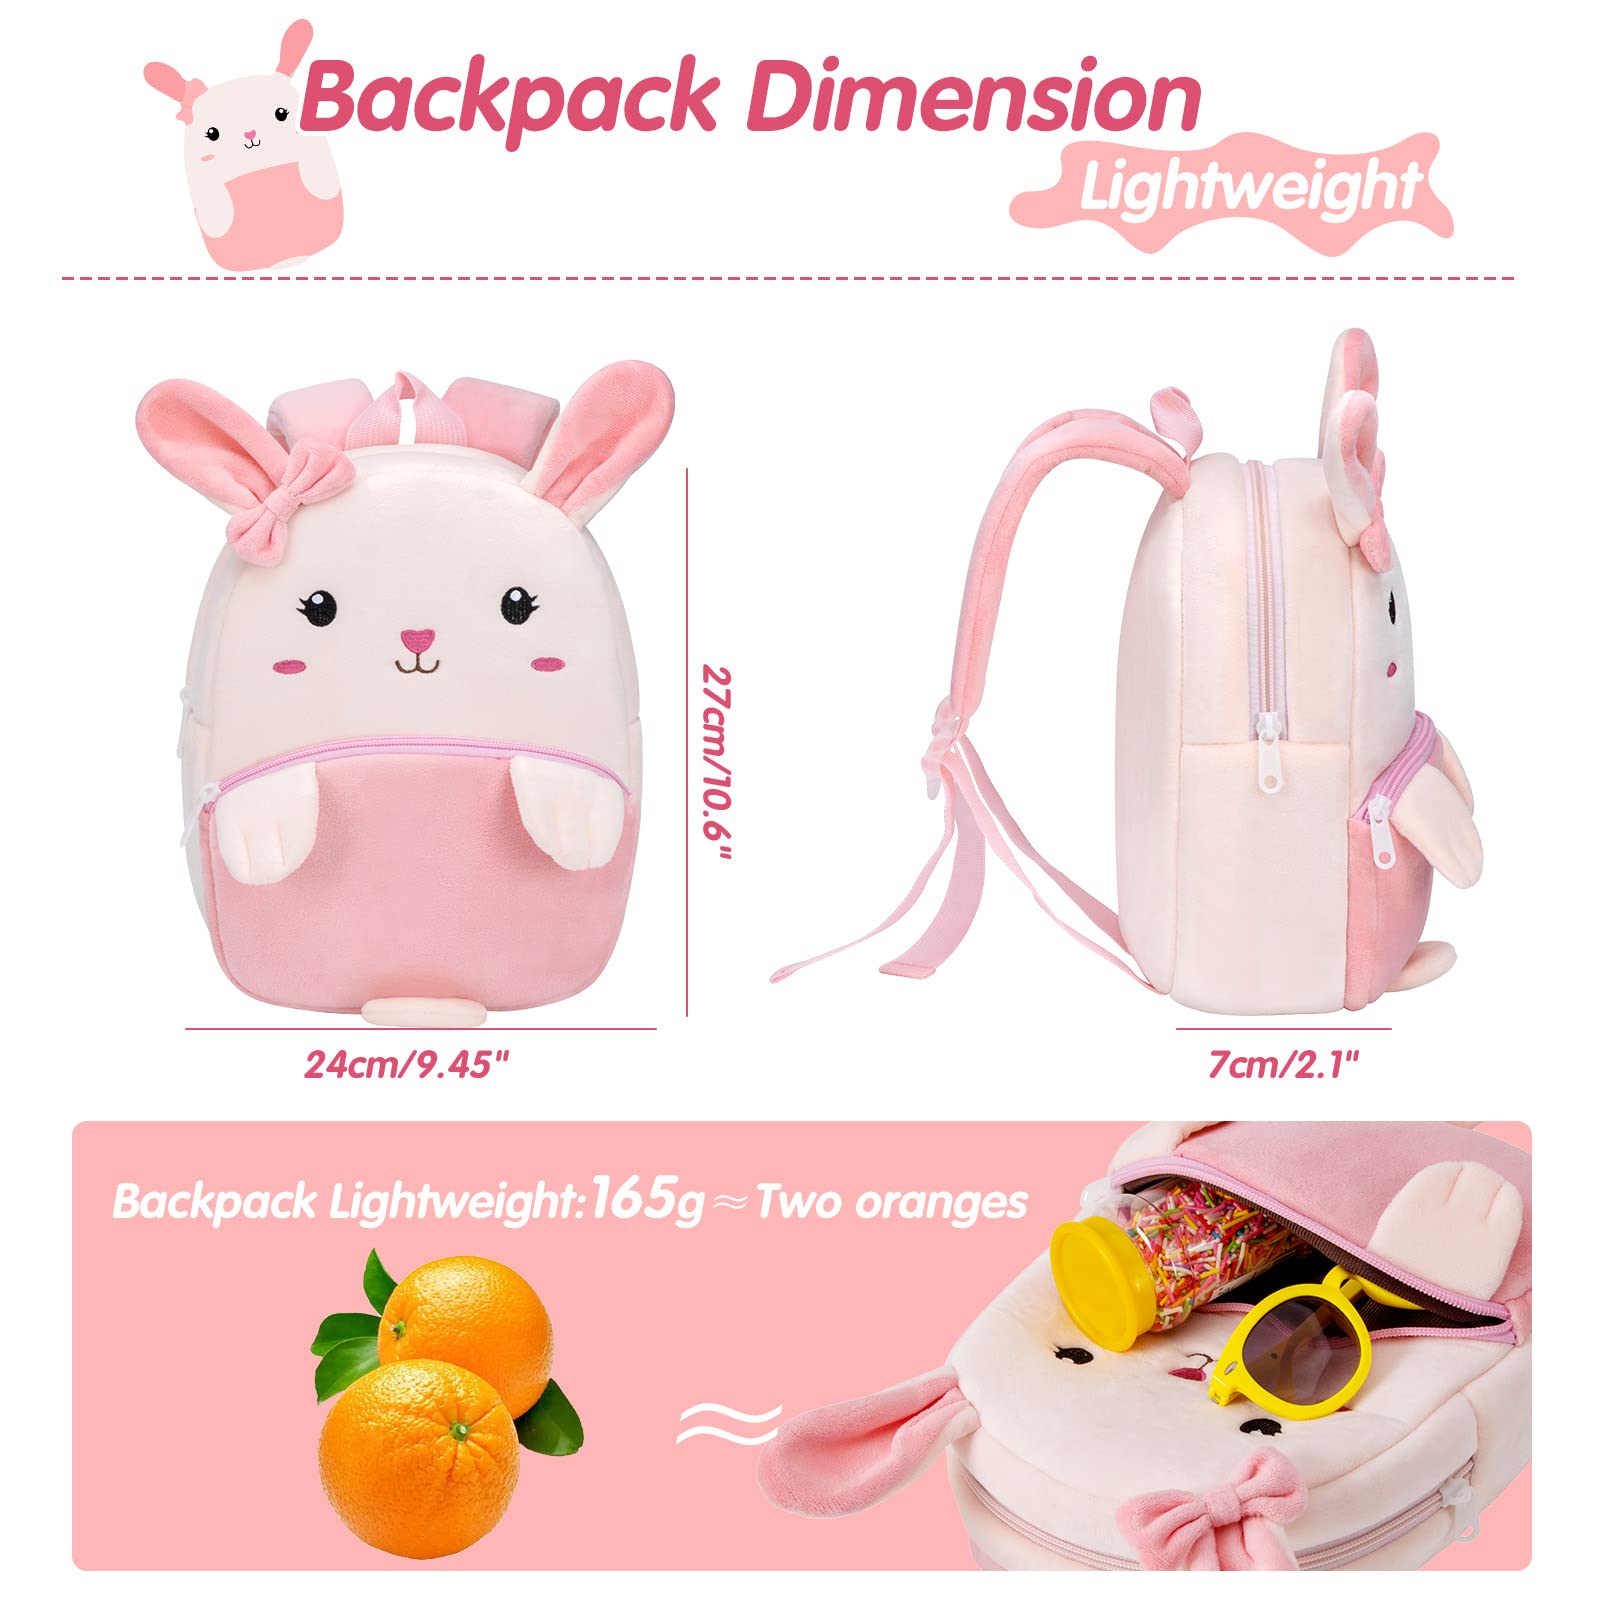 Backpack Dimension
Lightweight
27cm/10.6"
24cm/9.45"
7cm/2.1"
Backpack Lightweight:165g≈Two oranges